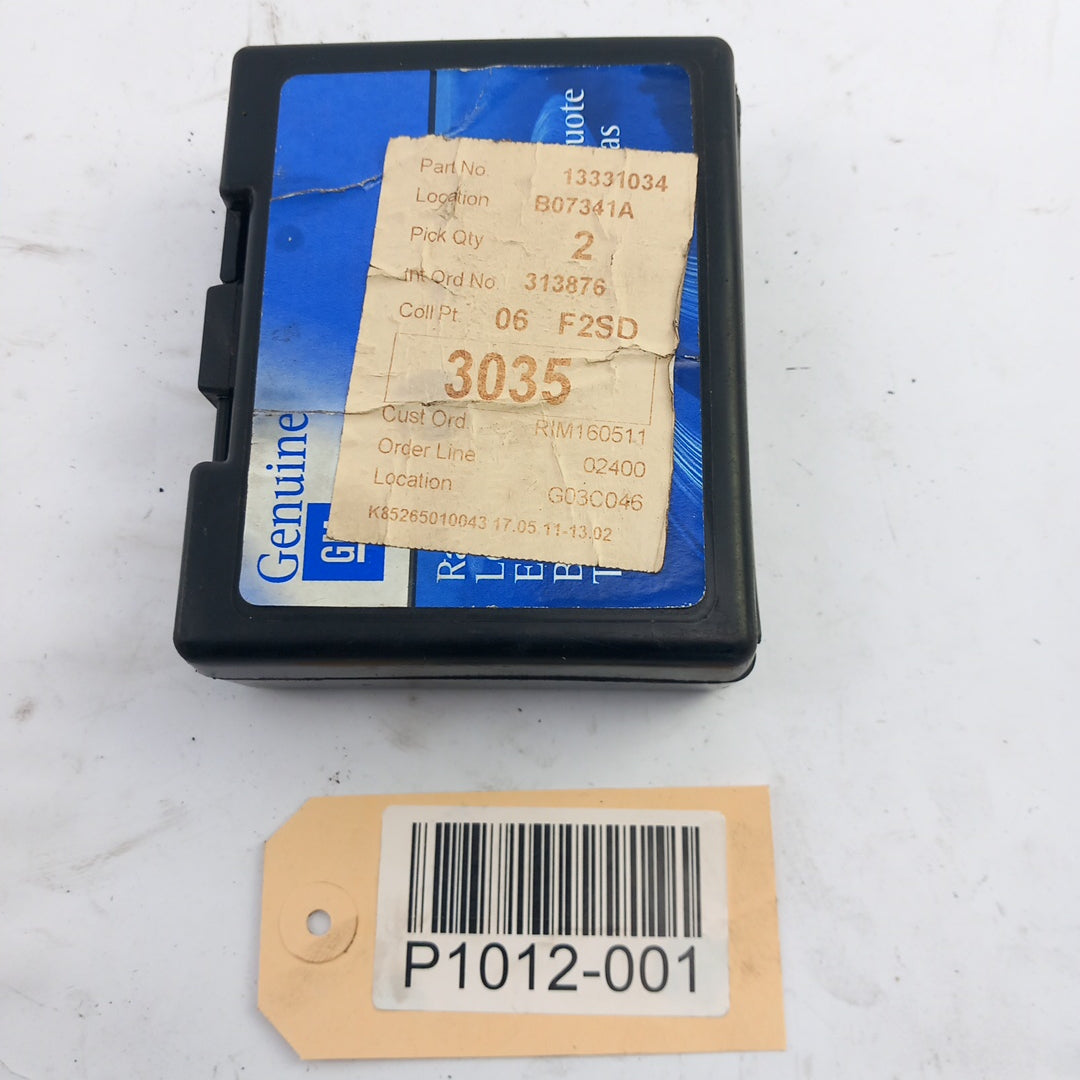 Part No. 13331034
Location B07341A
Pick Qty 2
Int Ord No. 313876
Coll Pt. 06 F2SD
3035
Cust Ord RIM160511
Order Line 02400
Location G03C046
K85265010043 17.05.11-13.02
Genuine
GM
P1012-001